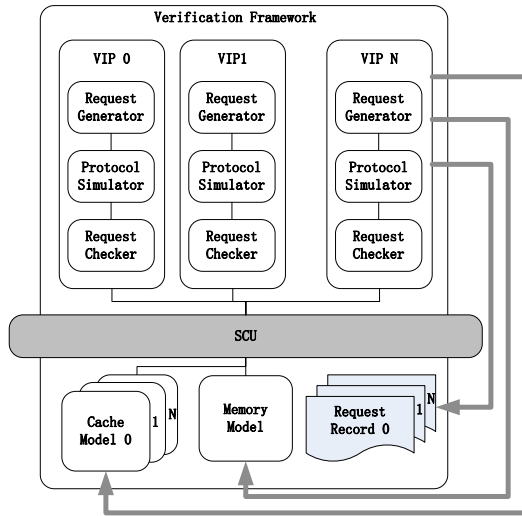 Verification Framework
VIP 0
VIP1
VIP N
Request
Generator
Request
Generator
Request
Generator
Protocol
Simulator
Protocol
Simulator
Protocol
Simulator
Request
Checker
Request
Checker
Request
Checker
SCU
Cache
Model 0
1
N
Memory
Model
Request
Record 0
1
N